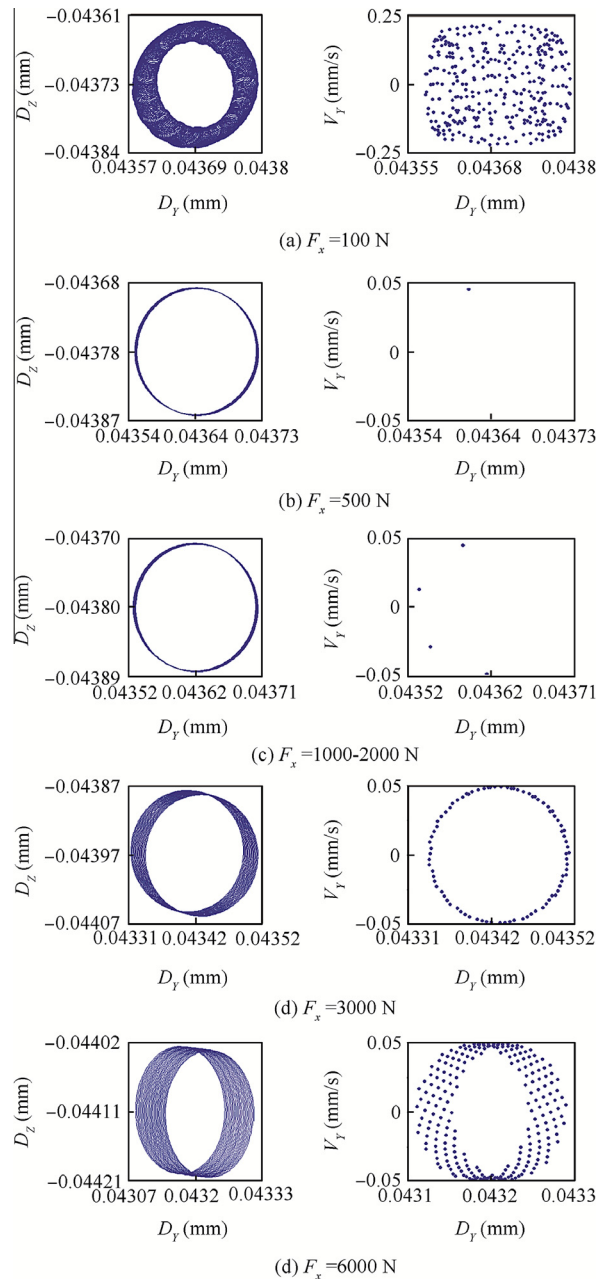 -0.04361
0.25
D_Z (mm)
-0.04373
V_Y (mm/s)
0
-0.04384
-0.25
0.04357 0.04369 0.0438
0.04355 0.04368 0.0438
D_Y (mm)
D_Y (mm)
(a) F_x =100 N
-0.04368
0.05
D_Z (mm)
-0.04378
V_Y (mm/s)
0
-0.04387
-0.05
0.04354 0.04364 0.04373
0.04354 0.04364 0.04373
D_Y (mm)
D_Y (mm)
(b) F_x =500 N
-0.04370
0.05
D_Z (mm)
-0.04380
V_Y (mm/s)
0
-0.04389
-0.05
0.04352 0.04362 0.04371
0.04352 0.04362 0.04371
D_Y (mm)
D_Y (mm)
(c) F_x =1000-2000 N
-0.04387
0.05
D_Z (mm)
-0.04397
V_Y (mm/s)
0
-0.04407
-0.05
0.04331 0.04342 0.04352
0.04331 0.04342 0.04352
D_Y (mm)
D_Y (mm)
(d) F_x =3000 N
-0.04402
0.05
D_Z (mm)
-0.04411
V_Y (mm/s)
0
-0.04421
-0.05
0.04307 0.0432 0.04333
0.0431 0.0432 0.0433
D_Y (mm)
D_Y (mm)
(d) F_x =6000 N